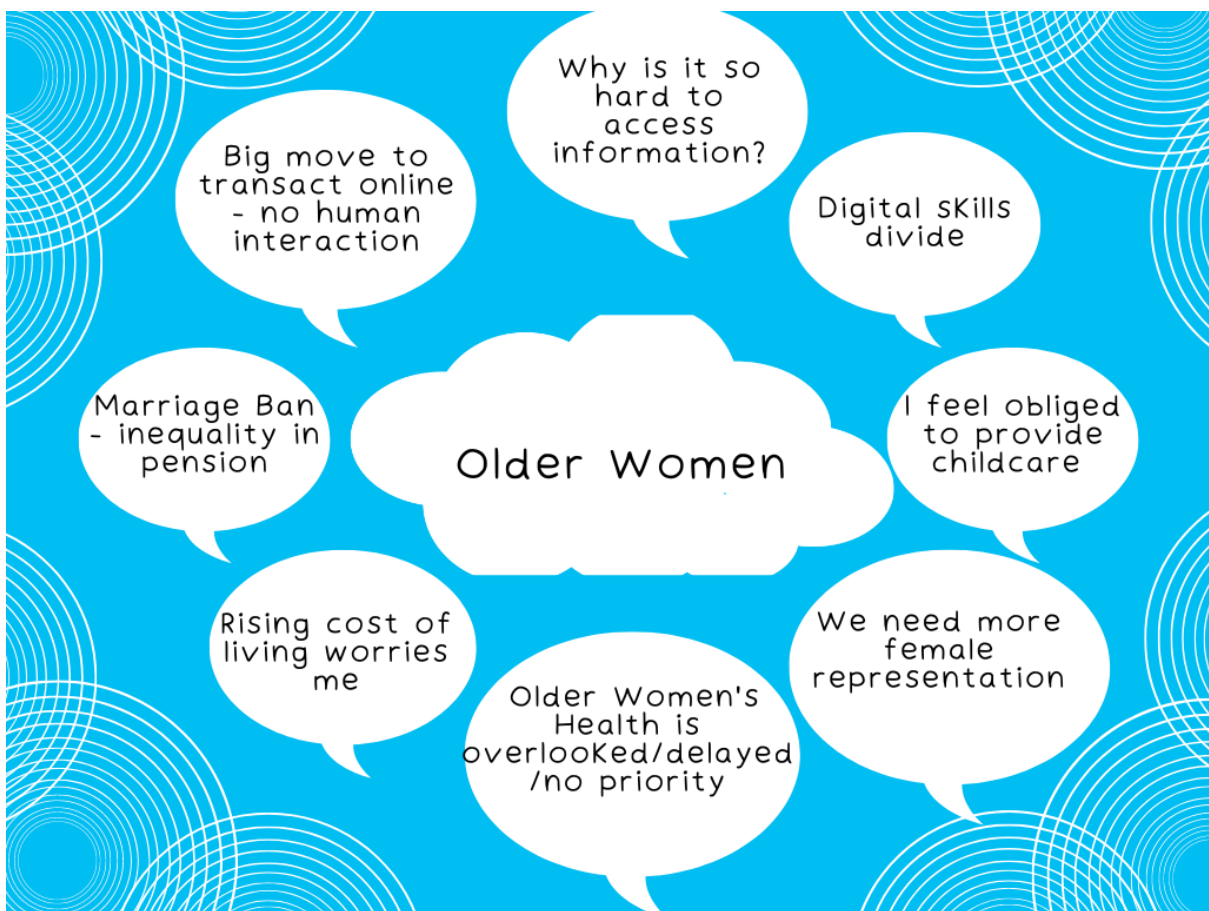 Why is it so
hard to
access
information?
Big move to
transact online
- no human
interaction
Digital skills
divide
Marriage Ban
- inequality in
pension
Older Women
I feel obliged
to provide
childcare
Rising cost of
living worries
me
We need more
female
representation
Older Women's
Health is
overlooked/delayed
/no priority